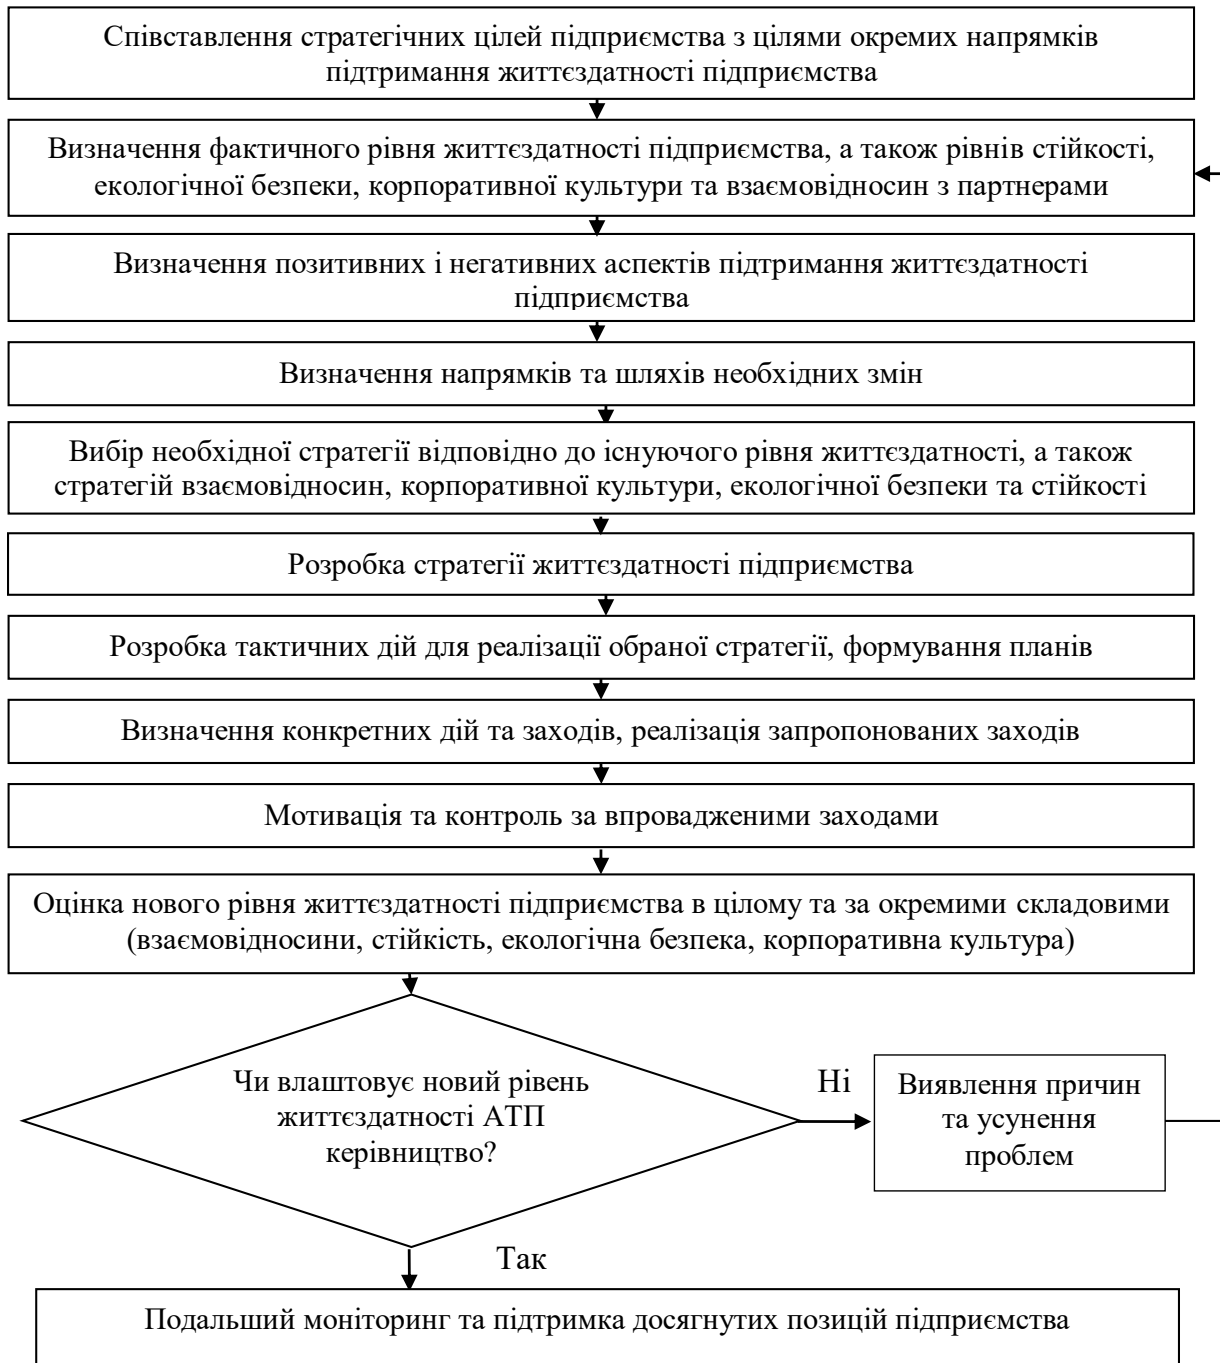 Співставлення стратегічних цілей підприємства з цілями окремих напрямків
підтримання життєздатності підприємства
Визначення фактичного рівня життєздатності підприємства, а також рівнів стійкості,
екологічної безпеки, корпоративної культури та взаємовідносин з партнерами
Визначення позитивних і негативних аспектів підтримання життєздатності
підприємства
Визначення напрямків та шляхів необхідних змін
Вибір необхідної стратегії відповідно до існуючого рівня життєздатності, а також
стратегій взаємовідносин, корпоративної культури, екологічної безпеки та стійкості
Розробка стратегії життєздатності підприємства
Розробка тактичних дій для реалізації обраної стратегії, формування планів
Визначення конкретних дій та заходів, реалізація запропонованих заходів
Мотивація та контроль за впровадженими заходами
Оцінка нового рівня життєздатності підприємства в цілому та за окремими складовими
(взаємовідносини, стійкість, екологічна безпека, корпоративна культура)
Чи влаштовує новий рівень
життєздатності АТП
керівництво?
Ні
Виявлення причин
та усунення
проблем
Так
Подальший моніторинг та підтримка досягнутих позицій підприємства